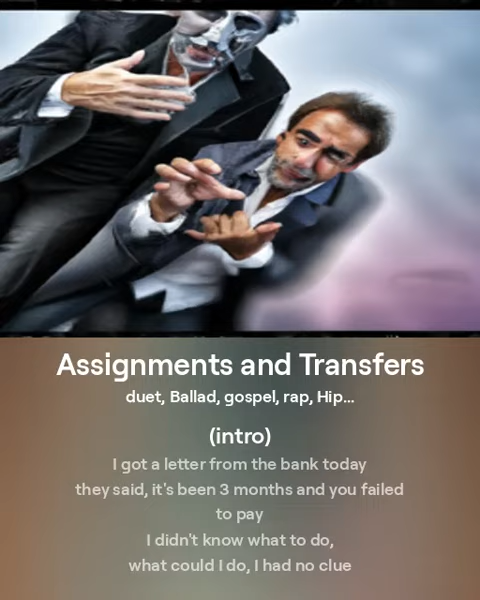 Assignments and Transfers
duet, Ballad, gospel, rap, Hip...
(intro)
I got a letter from the bank today
they said, it's been 3 months and you failed
to pay
I didn't know what to do,
what could I do, I had no clue